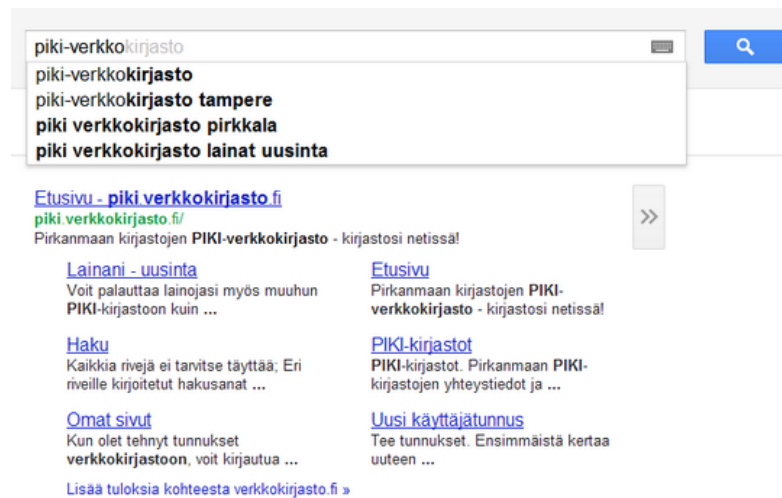 piki-verkkokirjasto
piki-verkkokirjasto
piki-verkkokirjasto tampere
piki verkkokirjasto pirkkala
piki verkkokirjasto lainat uusinta
Etusivu - piki.verkkokirjasto.fi
piki.verkkokirjasto.fi/
Pirkanmaan kirjastojen PIKI-verkkokirjasto - kirjastosi netissä!
Lainani - uusinta
Voit palauttaa lainojasi myös muuhun
PIKI-kirjastoon kuin ...
Etusivu
Pirkanmaan kirjastojen PIKI-
verkkokirjasto - kirjastosi netissä!
Haku
Kaikkia rivejä ei tarvitse täyttää; Eri
riveille kirjoitetut hakusanat ...
PIKI-kirjastot
PIKI-kirjastot. Pirkanmaan PIKI-
kirjastojen yhteystiedot ja ...
Omat sivut
Kun olet tehnyt tunnukset
verkkokirjastoon, voit kirjautua ...
Uusi käyttäjätunnus
Tee tunnukset. Ensimmäistä kertaa
uuteen ...
Lisää tuloksia kohteesta verkkokirjasto.fi »